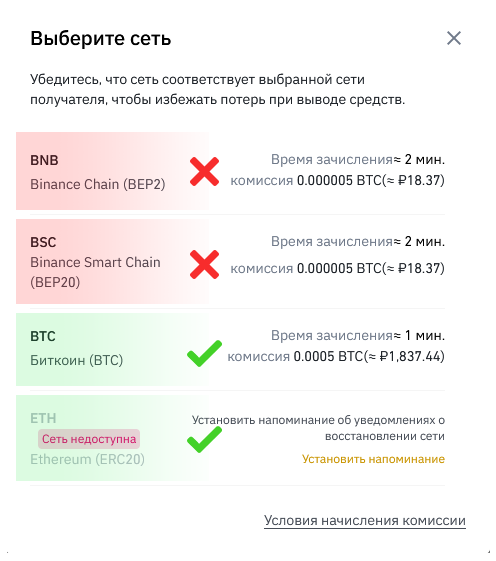 Выберите сеть
Убедитесь, что сеть соответствует выбранной сети
получателя, чтобы избежать потерь при выводе средств.
BNB
Binance Chain (BEP2)
Время зачисления≈ 2 мин.
комиссия 0.000005 BTC(≈ ₽18.37)
BSC
Binance Smart Chain
(BEP20)
Время зачисления≈ 2 мин.
комиссия 0.000005 BTC(≈ ₽18.37)
BTC
Биткоин (BTC)
Время зачисления≈ 1 мин.
комиссия 0.0005 BTC(≈ ₽1,837.44)
ETH
Сеть недоступна
Ethereum (ERC20)
Установить напоминание об уведомлениях о
восстановлении сети
Установить напоминание
Условия начисления комиссии